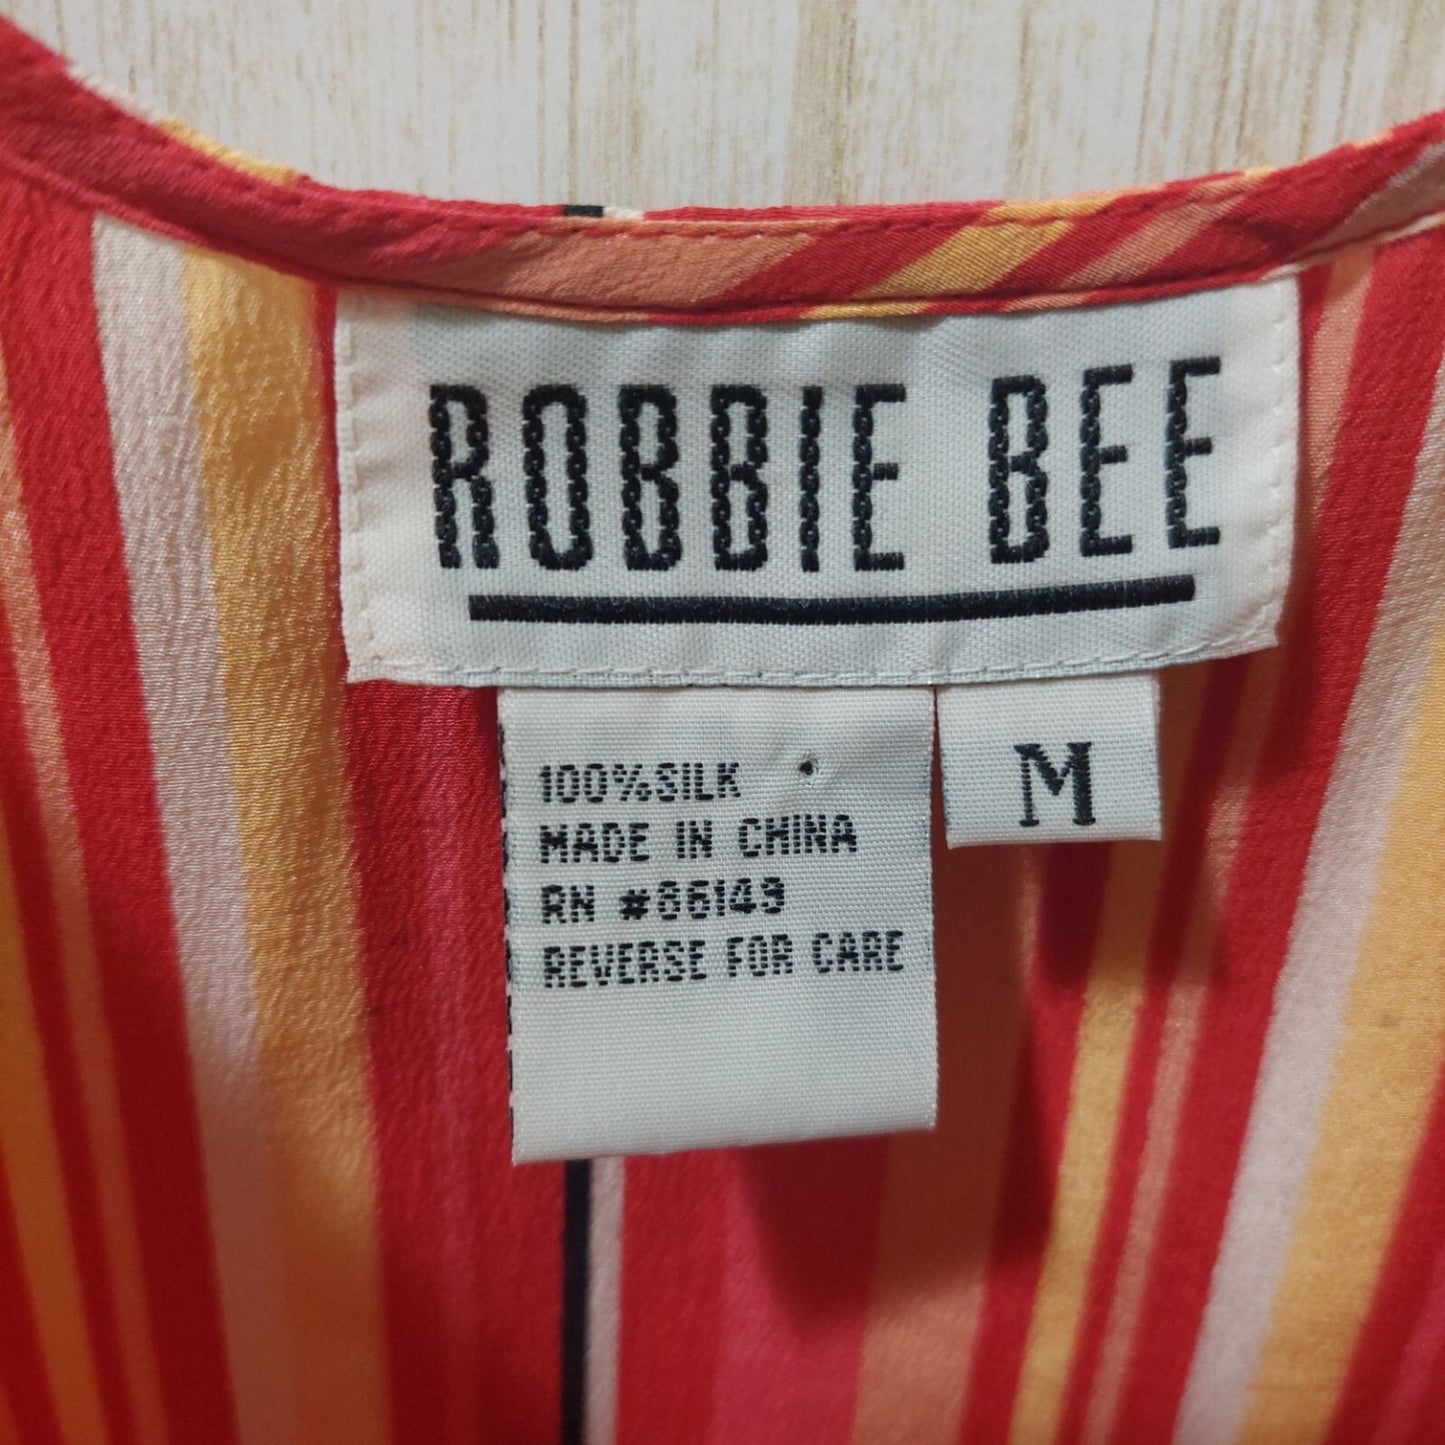 ROBBIE BEE
100%SILK
M
MADE IN CHINA
RN #86149
REVERSE FOR CARE